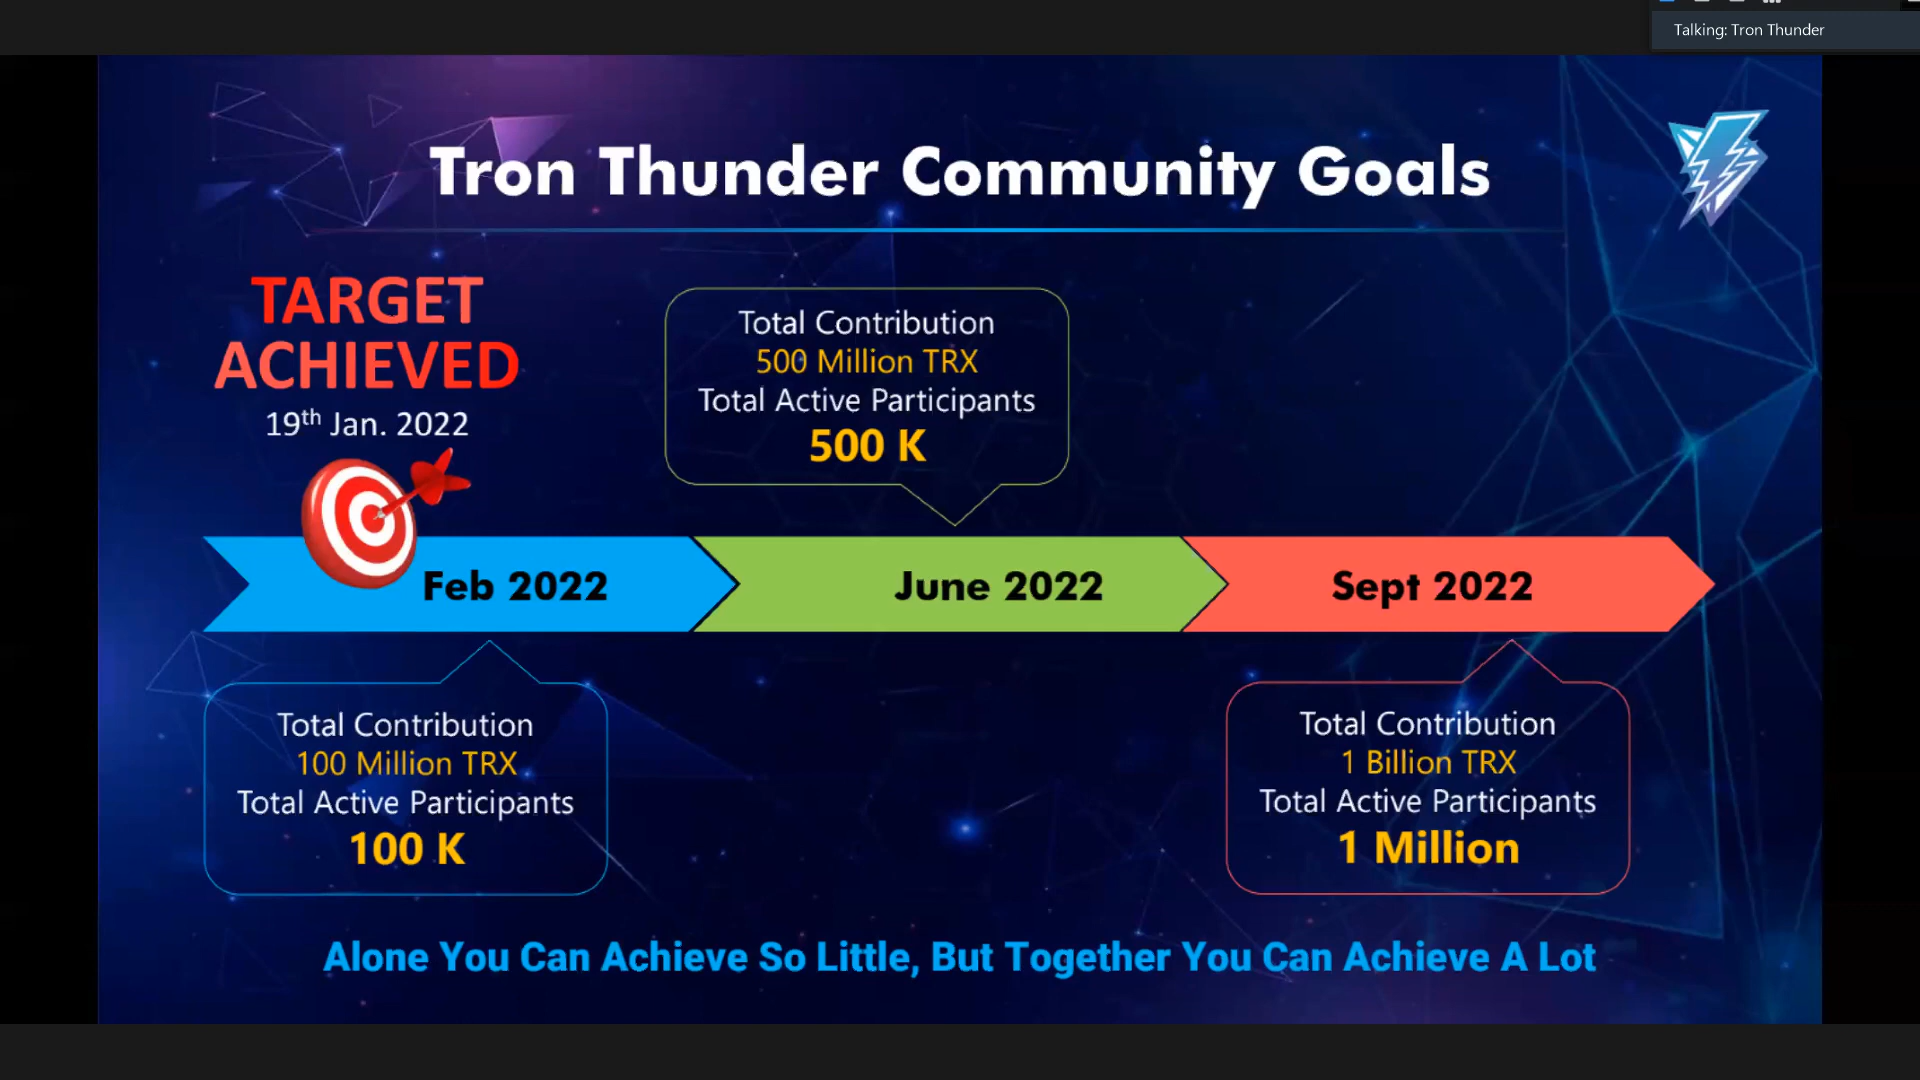 Talking: Tron Thunder
Tron Thunder Community Goals
TARGET
ACHIEVED
19th Jan. 2022
Total Contribution
500 Million TRX
Total Active Participants
500 K
Feb 2022
June 2022
Sept 2022
Total Contribution
100 Million TRX
Total Active Participants
100 K
Total Contribution
1 Billion TRX
Total Active Participants
1 Million
Alone You Can Achieve So Little, But Together You Can Achieve A Lot